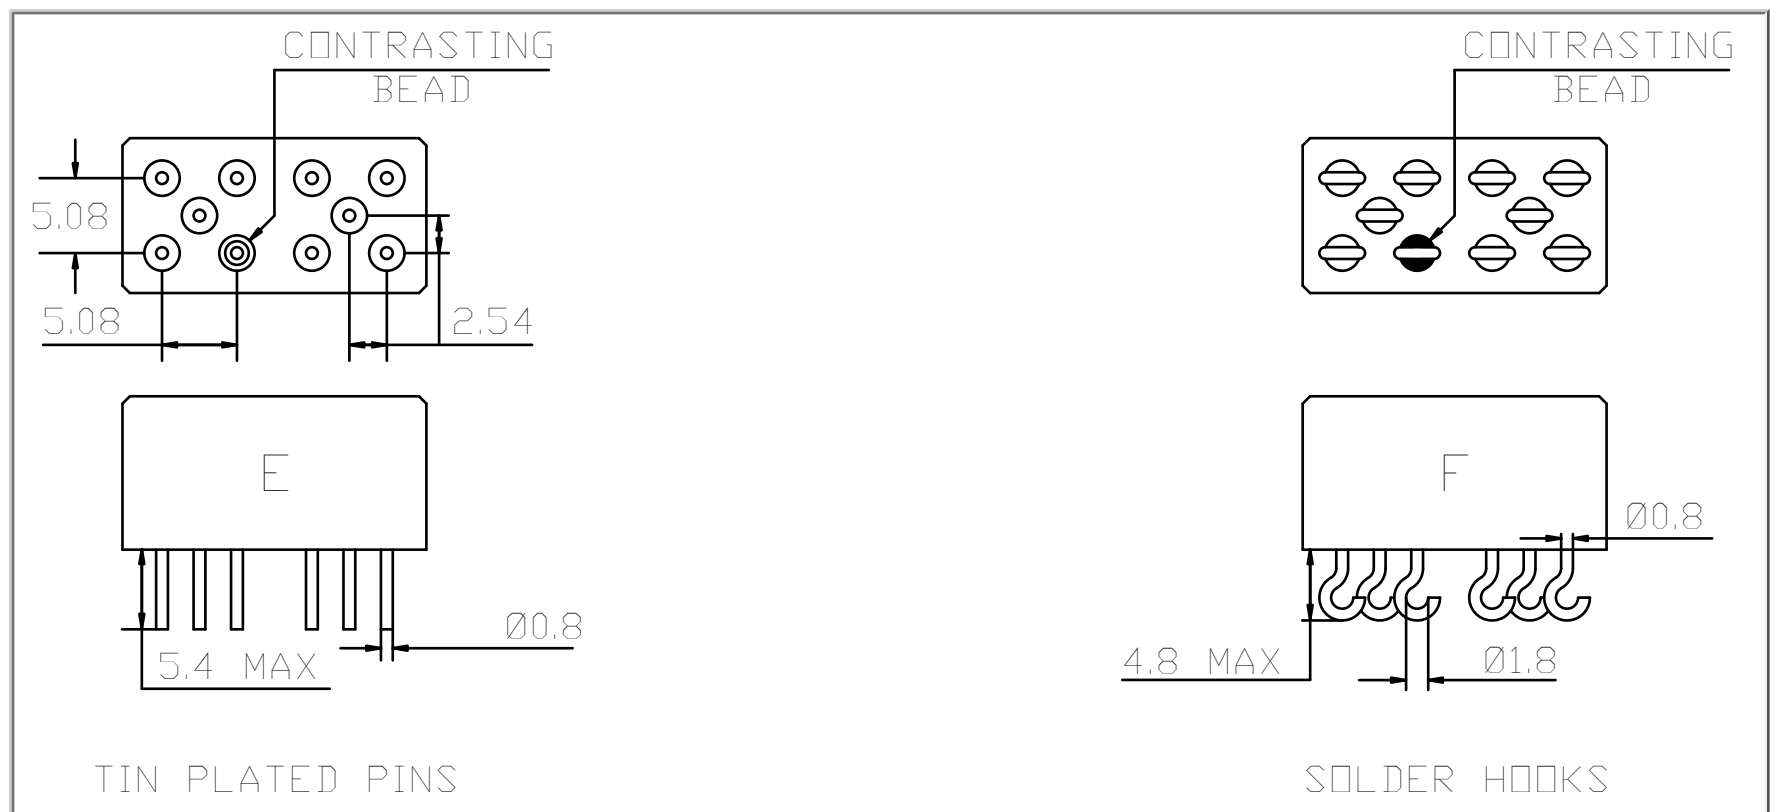 CONTRASTING
BEAD
5.08
5.08
2.54
E
Ø0.8
5.4 MAX
TIN PLATED PINS
CONTRASTING
BEAD
F
Ø0.8
4.8 MAX
Ø1.8
SOLDER HOOKS